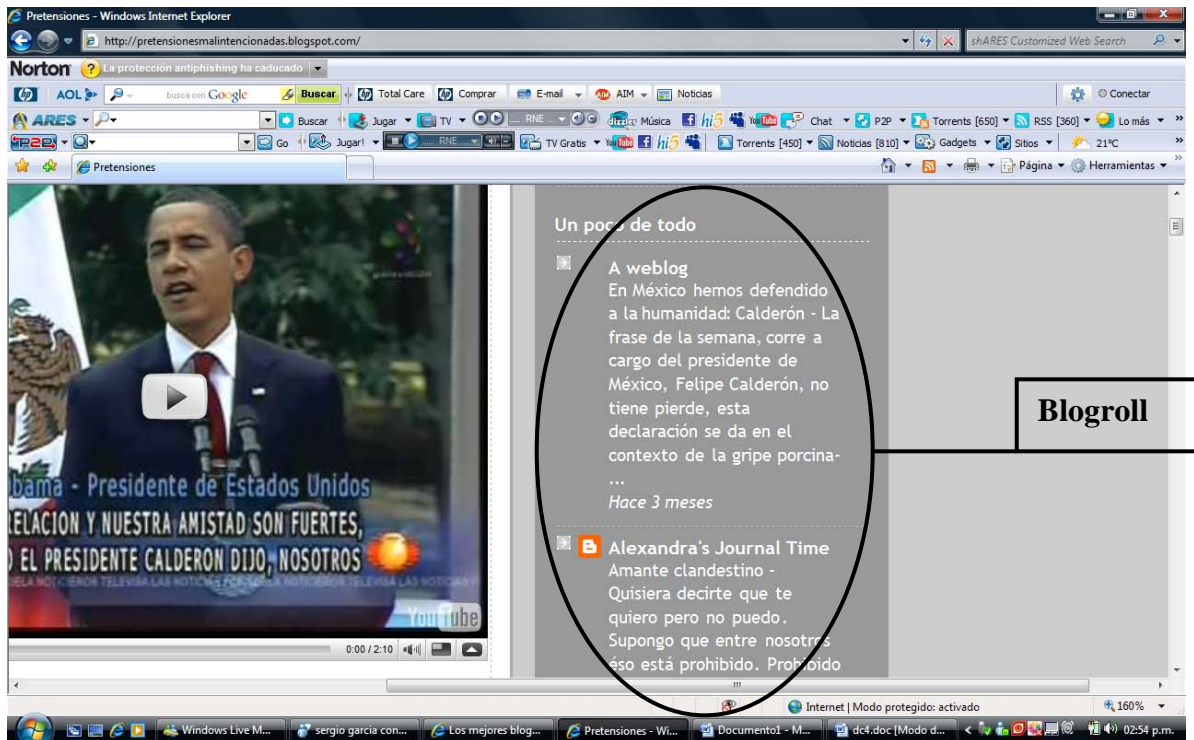 Pretensiones - Windows Internet Explorer
http://pretensionesmalintencionadas.blogspot.com/
shARES Customized Web Search
Norton La protección antiphishing ha caducado
AOL busca con Google Buscar Total Care Comprar E-mail AIM Noticias Conectar
ARES Buscar Jugar TV RNE ... Música hi5 Chat P2P Torrents [650] RSS [360] Lo más
P2P Go Jugar! RNE ... TV Gratis hi5 Torrents [450] Noticias [810] Gadgets Sitios 21ºC
Pretensiones Página Herramientas
bama - Presidente de Estados Unidos
RELACION Y NUESTRA AMISTAD SON FUERTES,
O EL PRESIDENTE CALDERON DIJO, NOSOTROS
YouTube
0:00 / 2:10
Un poco de todo
A weblog
En México hemos defendido
a la humanidad: Calderón - La
frase de la semana, corre a
cargo del presidente de
México, Felipe Calderón, no
tiene pierde, esta
declaración se da en el
contexto de la gripe porcina-
...
Hace 3 meses
Alexandra's Journal Time
Amante clandestino -
Quisiera decirte que te
quiero pero no puedo.
Supongo que entre nosotros
éso está prohibido. Prohibido
Blogroll
Internet | Modo protegido: activado 160%
Windows Live M... sergio garcia con... Los mejores blog... Pretensiones - Wi... Documento1 - M... dc4.doc [Modo d... 02:54 p.m.